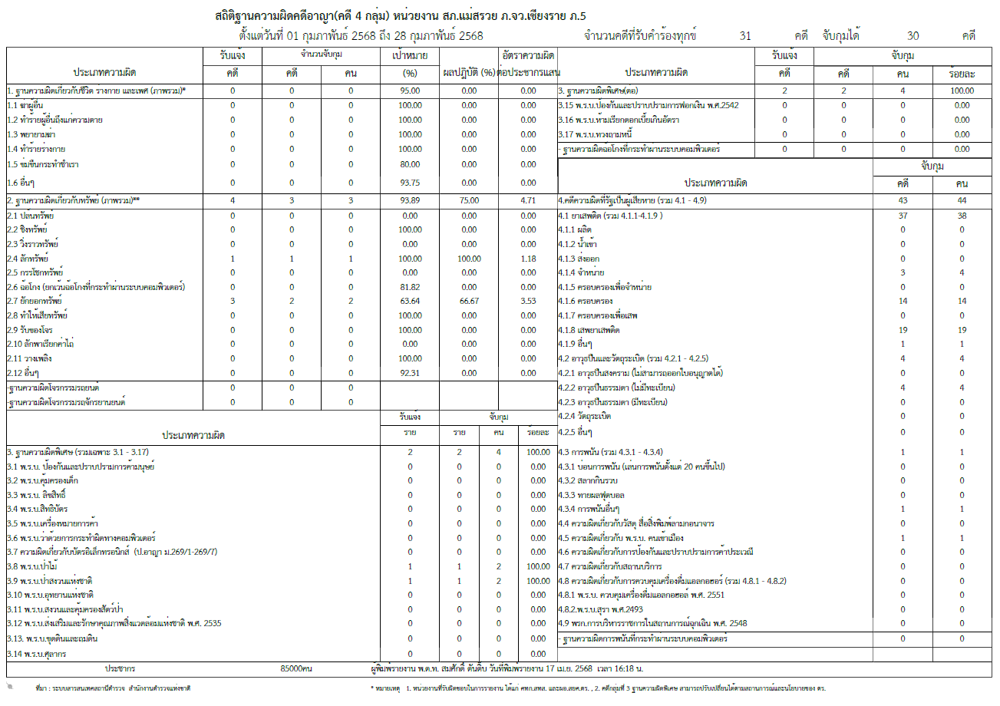 สถิติฐานความผิดคดีอาญา(คดี 4 กลุ่ม) หน่วยงาน สภ.แม่สรวย ภ.จว.เชียงราย ภ.5
ตั้งแต่วันที่ 01 กุมภาพันธ์ 2568 ถึง 28 กุมภาพันธ์ 2568 จำนวนคดีที่รับคำร้องทุกข์ 31 คดี จับกุมได้ 30 คดี
ประเภทความผิด รับแจ้ง จำนวนจับกุม เป้าหมาย ผลปฏิบัติ (%) อัตราความผิด
คดี คดี คน (%) ต่อประชากรแสน
1. ฐานความผิดเกี่ยวกับชีวิต ร่างกาย และเพศ (ภาพรวม)* 0 0 0 95.00 0.00 0.00
1.1 ฆ่าผู้อื่น 0 0 0 100.00 0.00 0.00
1.2 ทำร้ายผู้อื่นถึงแก่ความตาย 0 0 0 100.00 0.00 0.00
1.3 พยายามฆ่า 0 0 0 100.00 0.00 0.00
1.4 ทำร้ายร่างกาย 0 0 0 100.00 0.00 0.00
1.5 ข่มขืนกระทำชำเรา 0 0 0 80.00 0.00 0.00
1.6 อื่นๆ 0 0 0 93.75 0.00 0.00
2. ฐานความผิดเกี่ยวกับทรัพย์ (ภาพรวม)** 4 3 3 93.89 75.00 4.71
2.1 ปล้นทรัพย์ 0 0 0 0.00 0.00 0.00
2.2 ชิงทรัพย์ 0 0 0 100.00 0.00 0.00
2.3 วิ่งราวทรัพย์ 0 0 0 0.00 0.00 0.00
2.4 ลักทรัพย์ 1 1 1 100.00 100.00 1.18
2.5 กรรโชกทรัพย์ 0 0 0 0.00 0.00 0.00
2.6 ฉ้อโกง (ยกเว้นฉ้อโกงที่กระทำผ่านระบบคอมพิวเตอร์) 0 0 0 81.82 0.00 0.00
2.7 ยักยอกทรัพย์ 3 2 2 63.64 66.67 3.53
2.8 ทำให้เสียทรัพย์ 0 0 0 100.00 0.00 0.00
2.9 รับของโจร 0 0 0 100.00 0.00 0.00
2.10 ลักพาเรียกค่าไถ่ 0 0 0 0.00 0.00 0.00
2.11 วางเพลิง 0 0 0 100.00 0.00 0.00
2.12 อื่นๆ 0 0 0 92.31 0.00 0.00
-ฐานความผิดโจรกรรมรถยนต์ 0 0 0
-ฐานความผิดโจรกรรมรถจักรยานยนต์ 0 0 0
ประเภทความผิด รับแจ้ง จับกุม
ราย ราย คน ร้อยละ
3. ฐานความผิดพิเศษ (รวมเฉพาะ 3.1 - 3.17) 2 2 4 100.00
3.1 พ.ร.บ. ป้องกันและปราบปรามการค้ามนุษย์ 0 0 0 0.00
3.2 พ.ร.บ.คุ้มครองเด็ก 0 0 0 0.00
3.3 พ.ร.บ. ลิขสิทธิ์ 0 0 0 0.00
3.4 พ.ร.บ.สิทธิบัตร 0 0 0 0.00
3.5 พ.ร.บ.เครื่องหมายการค้า 0 0 0 0.00
3.6 พ.ร.บ.ว่าด้วยการกระทำผิดทางคอมพิวเตอร์ 0 0 0 0.00
3.7 ความผิดเกี่ยวกับบัตรอิเล็กทรอนิกส์ (ป.อาญา ม.269/1-269/7) 0 0 0 0.00
3.8 พ.ร.บ.ป่าไม้ 1 1 2 100.00
3.9 พ.ร.บ.ป่าสงวนแห่งชาติ 1 1 2 100.00
3.10 พ.ร.บ.อุทยานแห่งชาติ 0 0 0 0.00
3.11 พ.ร.บ.สงวนและคุ้มครองสัตว์ป่า 0 0 0 0.00
3.12 พ.ร.บ.ส่งเสริมและรักษาคุณภาพสิ่งแวดล้อมแห่งชาติ พ.ศ. 2535 0 0 0 0.00
3.13. พ.ร.บ.ขุดดินและถมดิน 0 0 0 0.00
3.14 พ.ร.บ.ศุลากร 0 0 0 0.00
ประเภทความผิด รับแจ้ง จับกุม
คดี คดี คน ร้อยละ
3. ฐานความผิดพิเศษ(ต่อ) 2 2 4 100.00
3.15 พ.ร.บ.ป้องกันและปราบปรามการฟอกเงิน พ.ศ.2542 0 0 0 0.00
3.16 พ.ร.บ.ห้ามเรียกดอกเบี้ยเกินอัตรา 0 0 0 0.00
3.17 พ.ร.บ.ทวงถามหนี้ 0 0 0 0.00
- ฐานความผิดฉ้อโกงที่กระทำผ่านระบบคอมพิวเตอร์ 0 0 0 0.00
ประเภทความผิด จับกุม
คดี คน
4.คดีความผิดที่รัฐเป็นผู้เสียหาย (รวม 4.1 - 4.9) 43 44
4.1 ยาเสพติด (รวม 4.1.1-4.1.9 ) 37 38
4.1.1 ผลิต 0 0
4.1.2 นำเข้า 0 0
4.1.3 ส่งออก 0 0
4.1.4 จำหน่าย 3 4
4.1.5 ครอบครองเพื่อจำหน่าย 0 0
4.1.6 ครอบครอง 14 14
4.1.7 ครอบครองเพื่อเสพ 0 0
4.1.8 เสพยาเสพติด 19 19
4.1.9 อื่นๆ 1 1
4.2 อาวุธปืนและวัตถุระเบิด (รวม 4.2.1 - 4.2.5) 4 4
4.2.1 อาวุธปืนสงคราม (ไม่สามารถออกใบอนุญาตได้) 0 0
4.2.2 อาวุธปืนธรรมดา (ไม่มีทะเบียน) 4 4
4.2.3 อาวุธปืนธรรมดา (มีทะเบียน) 0 0
4.2.4 วัตถุระเบิด 0 0
4.2.5 อื่นๆ 0 0
4.3 การพนัน (รวม 4.3.1 - 4.3.4) 1 1
4.3.1 บ่อนการพนัน (เล่นการพนันตั้งแต่ 20 คนขึ้นไป) 0 0
4.3.2 สลากกินรวบ 0 0
4.3.3 ทายผลฟุตบอล 0 0
4.3.4 การพนันอื่นๆ 1 1
4.4 ความผิดเกี่ยวกับวัสดุ สื่อสิ่งพิมพ์ลามกอนาจาร 0 0
4.5 ความผิดเกี่ยวกับ พ.ร.บ. คนเข้าเมือง 1 1
4.6 ความผิดเกี่ยวกับการป้องกันและปราบปรามการค้าประเวณี 0 0
4.7 ความผิดเกี่ยวกับสถานบริการ 0 0
4.8 ความผิดเกี่ยวกับการควบคุมเครื่องดื่มแอลกอฮอร์ (รวม 4.8.1 - 4.8.2) 0 0
4.8.1 พ.ร.บ. ควบคุมเครื่องดื่มแอลกอฮอล์ พ.ศ. 2551 0 0
4.8.2.พ.ร.บ.สุรา พ.ศ.2493 0 0
4.9 พรก.การบริหารราชการในสถานการณ์ฉุกเฉิน พ.ศ. 2548 0 0
- ฐานความผิดการพนันที่กระทำผ่านระบบคอมพิวเตอร์ 0 0
ประชากร 85000คน ผู้พิมพ์รายงาน พ.ต.ท. สมศักดิ์ ตันติ๊บ วันที่พิมพ์รายงาน 17 เม.ย. 2568 เวลา 16:18 น.
ที่มา : ระบบสารสนเทศสถานีตำรวจ สำนักงานตำรวจแห่งชาติ * หมายเหตุ 1. หน่วยงานที่รับผิดชอบในการรายงาน ได้แก่ ศทก.สทส. และผอ.สยศ.ตร. , 2. คดีกลุ่มที่ 3 ฐานความผิดพิเศษ สามารถปรับเปลี่ยนได้ตามสถานการณ์และนโยบายของ ตร.